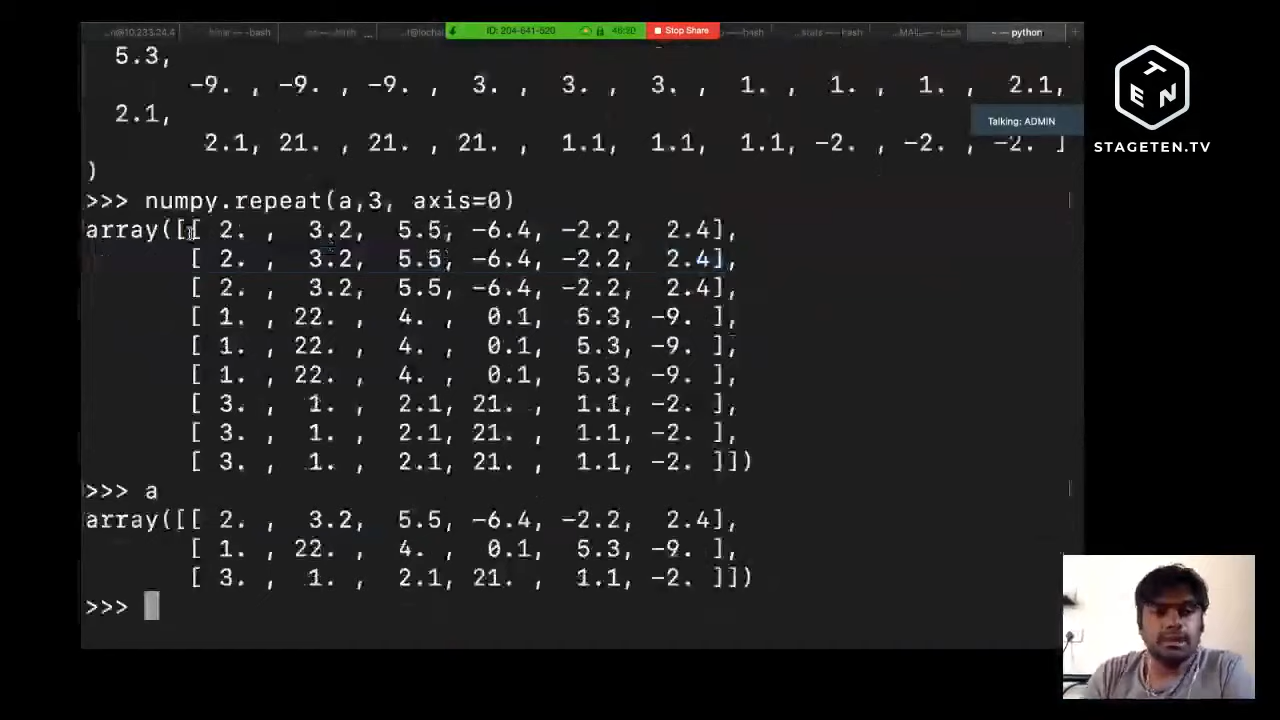 ID: 204-641-520
Stop Share
python
5.3,
-9. , -9. , -9. , 3. , 3. , 3. , 1. , 1. , 1. , 2.1,
2.1,
Talking: ADMIN
2.1, 21. , 21. , 21. , 1.1, 1.1, 1.1, -2. , -2. , -2. ]
)
>>> numpy.repeat(a,3, axis=0)
array([[ 2. , 3.2, 5.5, -6.4, -2.2, 2.4],
[ 2. , 3.2, 5.5, -6.4, -2.2, 2.4],
[ 2. , 3.2, 5.5, -6.4, -2.2, 2.4],
[ 1. , 22. , 4. , 0.1, 5.3, -9. ],
[ 1. , 22. , 4. , 0.1, 5.3, -9. ],
[ 1. , 22. , 4. , 0.1, 5.3, -9. ],
[ 3. , 1. , 2.1, 21. , 1.1, -2. ],
[ 3. , 1. , 2.1, 21. , 1.1, -2. ],
[ 3. , 1. , 2.1, 21. , 1.1, -2. ]])
>>> a
array([[ 2. , 3.2, 5.5, -6.4, -2.2, 2.4],
[ 1. , 22. , 4. , 0.1, 5.3, -9. ],
[ 3. , 1. , 2.1, 21. , 1.1, -2. ]])
>>>
TEN
STAGETEN.TV